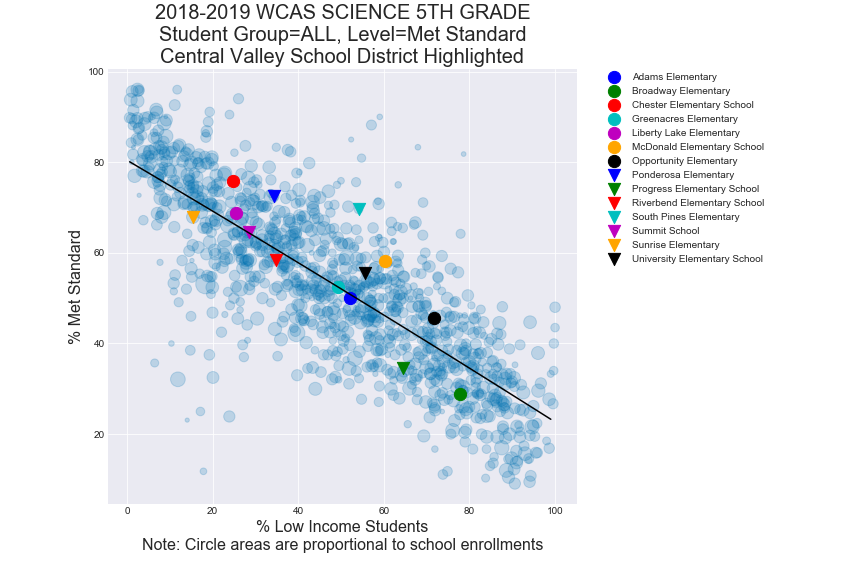 2018-2019 WCAS SCIENCE 5TH GRADE
Student Group=ALL, Level=Met Standard
Central Valley School District Highlighted
100
80
60
40
20
% Met Standard
0
20
40
60
80
100
% Low Income Students
Note: Circle areas are proportional to school enrollments
Adams Elementary
Broadway Elementary
Chester Elementary School
Greenacres Elementary
Liberty Lake Elementary
McDonald Elementary School
Opportunity Elementary
Ponderosa Elementary
Progress Elementary School
Riverbend Elementary School
South Pines Elementary
Summit School
Sunrise Elementary
University Elementary School